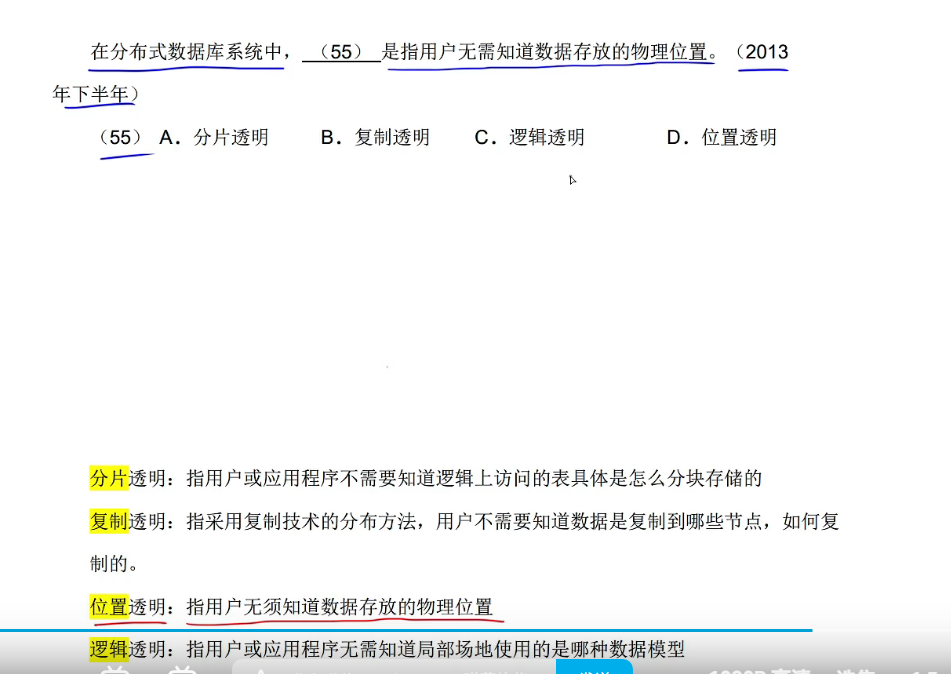 在分布式数据库系统中，（55）是指用户无需知道数据存放的物理位置。（2013
年下半年）
（55） A．分片透明 B．复制透明 C．逻辑透明 D．位置透明
分片透明：指用户或应用程序不需要知道逻辑上访问的表具体是怎么分块存储的
复制透明：指采用复制技术的分布方法，用户不需要知道数据是复制到哪些节点，如何复
制的。
位置透明：指用户无须知道数据存放的物理位置
逻辑透明：指用户或应用程序无需知道局部场地使用的是哪种数据模型